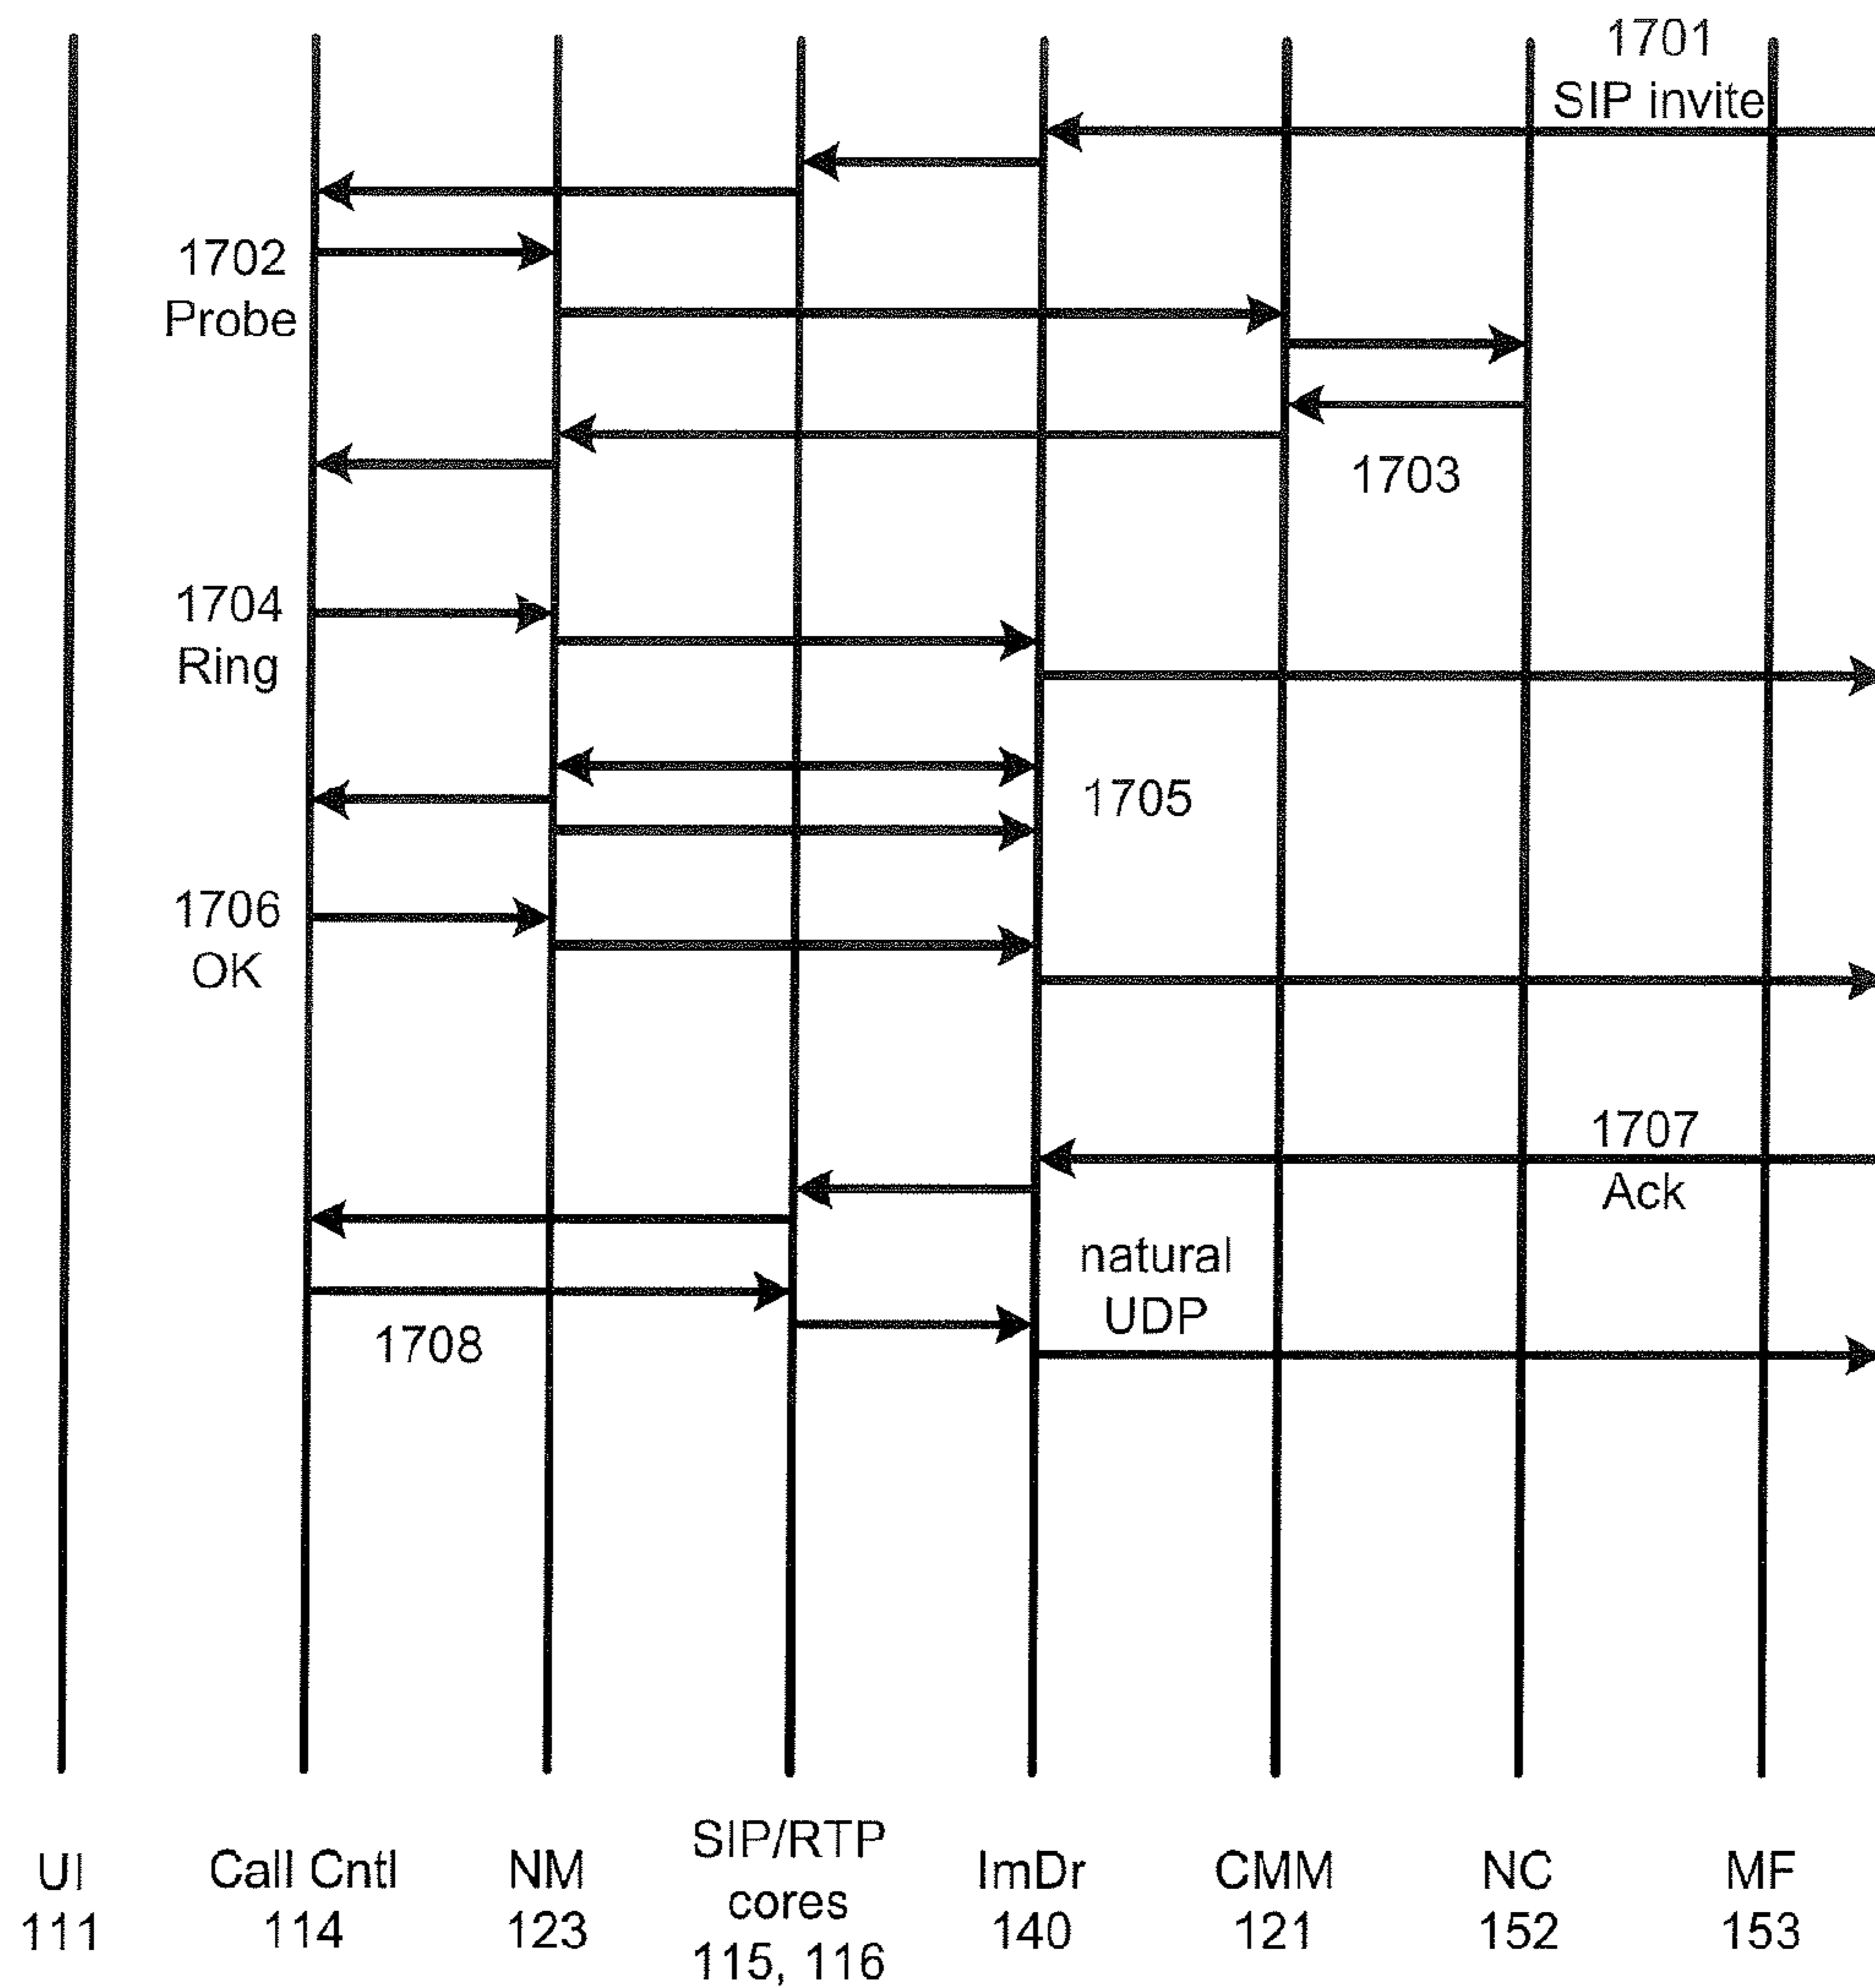 1701
SIP invite
1702
Probe
1703
1704
Ring
1705
1706
OK
1707
Ack
natural
UDP
1708
UI
111
Call Cntl
114
NM
123
SIP/RTP
cores
115, 116
ImDr
140
CMM
121
NC
152
MF
153